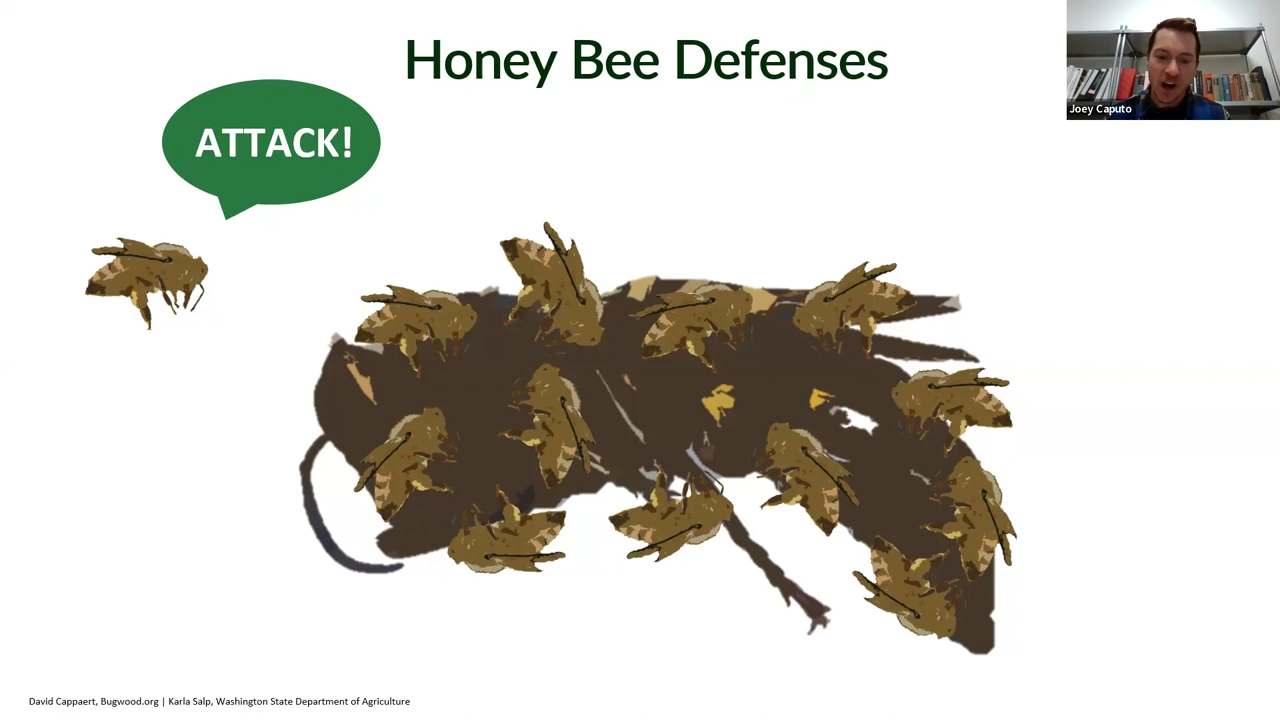 Honey Bee Defenses
Joey Caputo
ATTACK!
David Cappaert, Bugwood.org | Karla Salp, Washington State Department of Agriculture